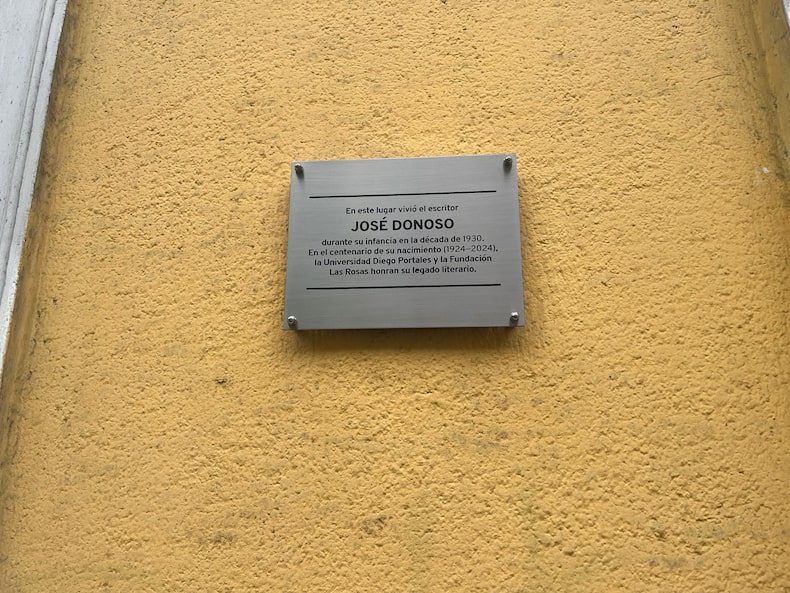 En este lugar vivió el escritor
JOSÉ DONOSO
durante su infancia en la década de 1930.
En el centenario de su nacimiento (1924–2024),
la Universidad Diego Portales y la Fundación
Las Rosas honran su legado literario.